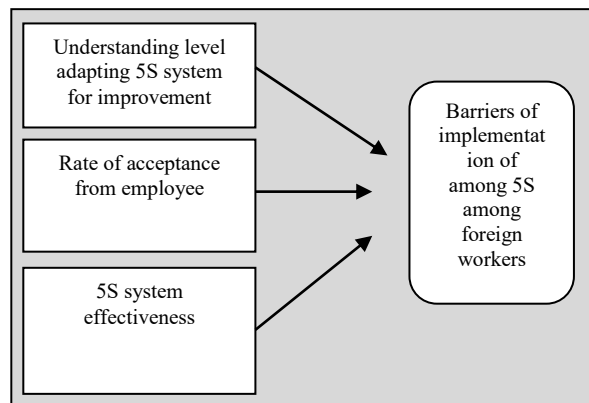 Understanding level
adapting 5S system
for improvement
Rate of acceptance
from employee
5S system
effectiveness
Barriers of
implementat
ion of
among 5S
among
foreign
workers